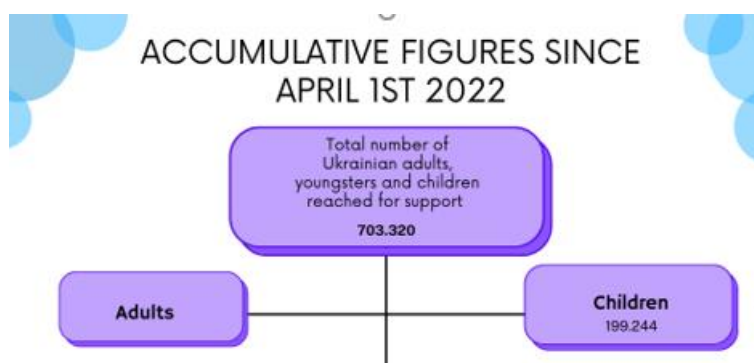 ACCUMULATIVE FIGURES SINCE
APRIL 1ST 2022
Total number of
Ukrainian adults,
youngsters and children
reached for support
703.320
Adults
Children
199.244